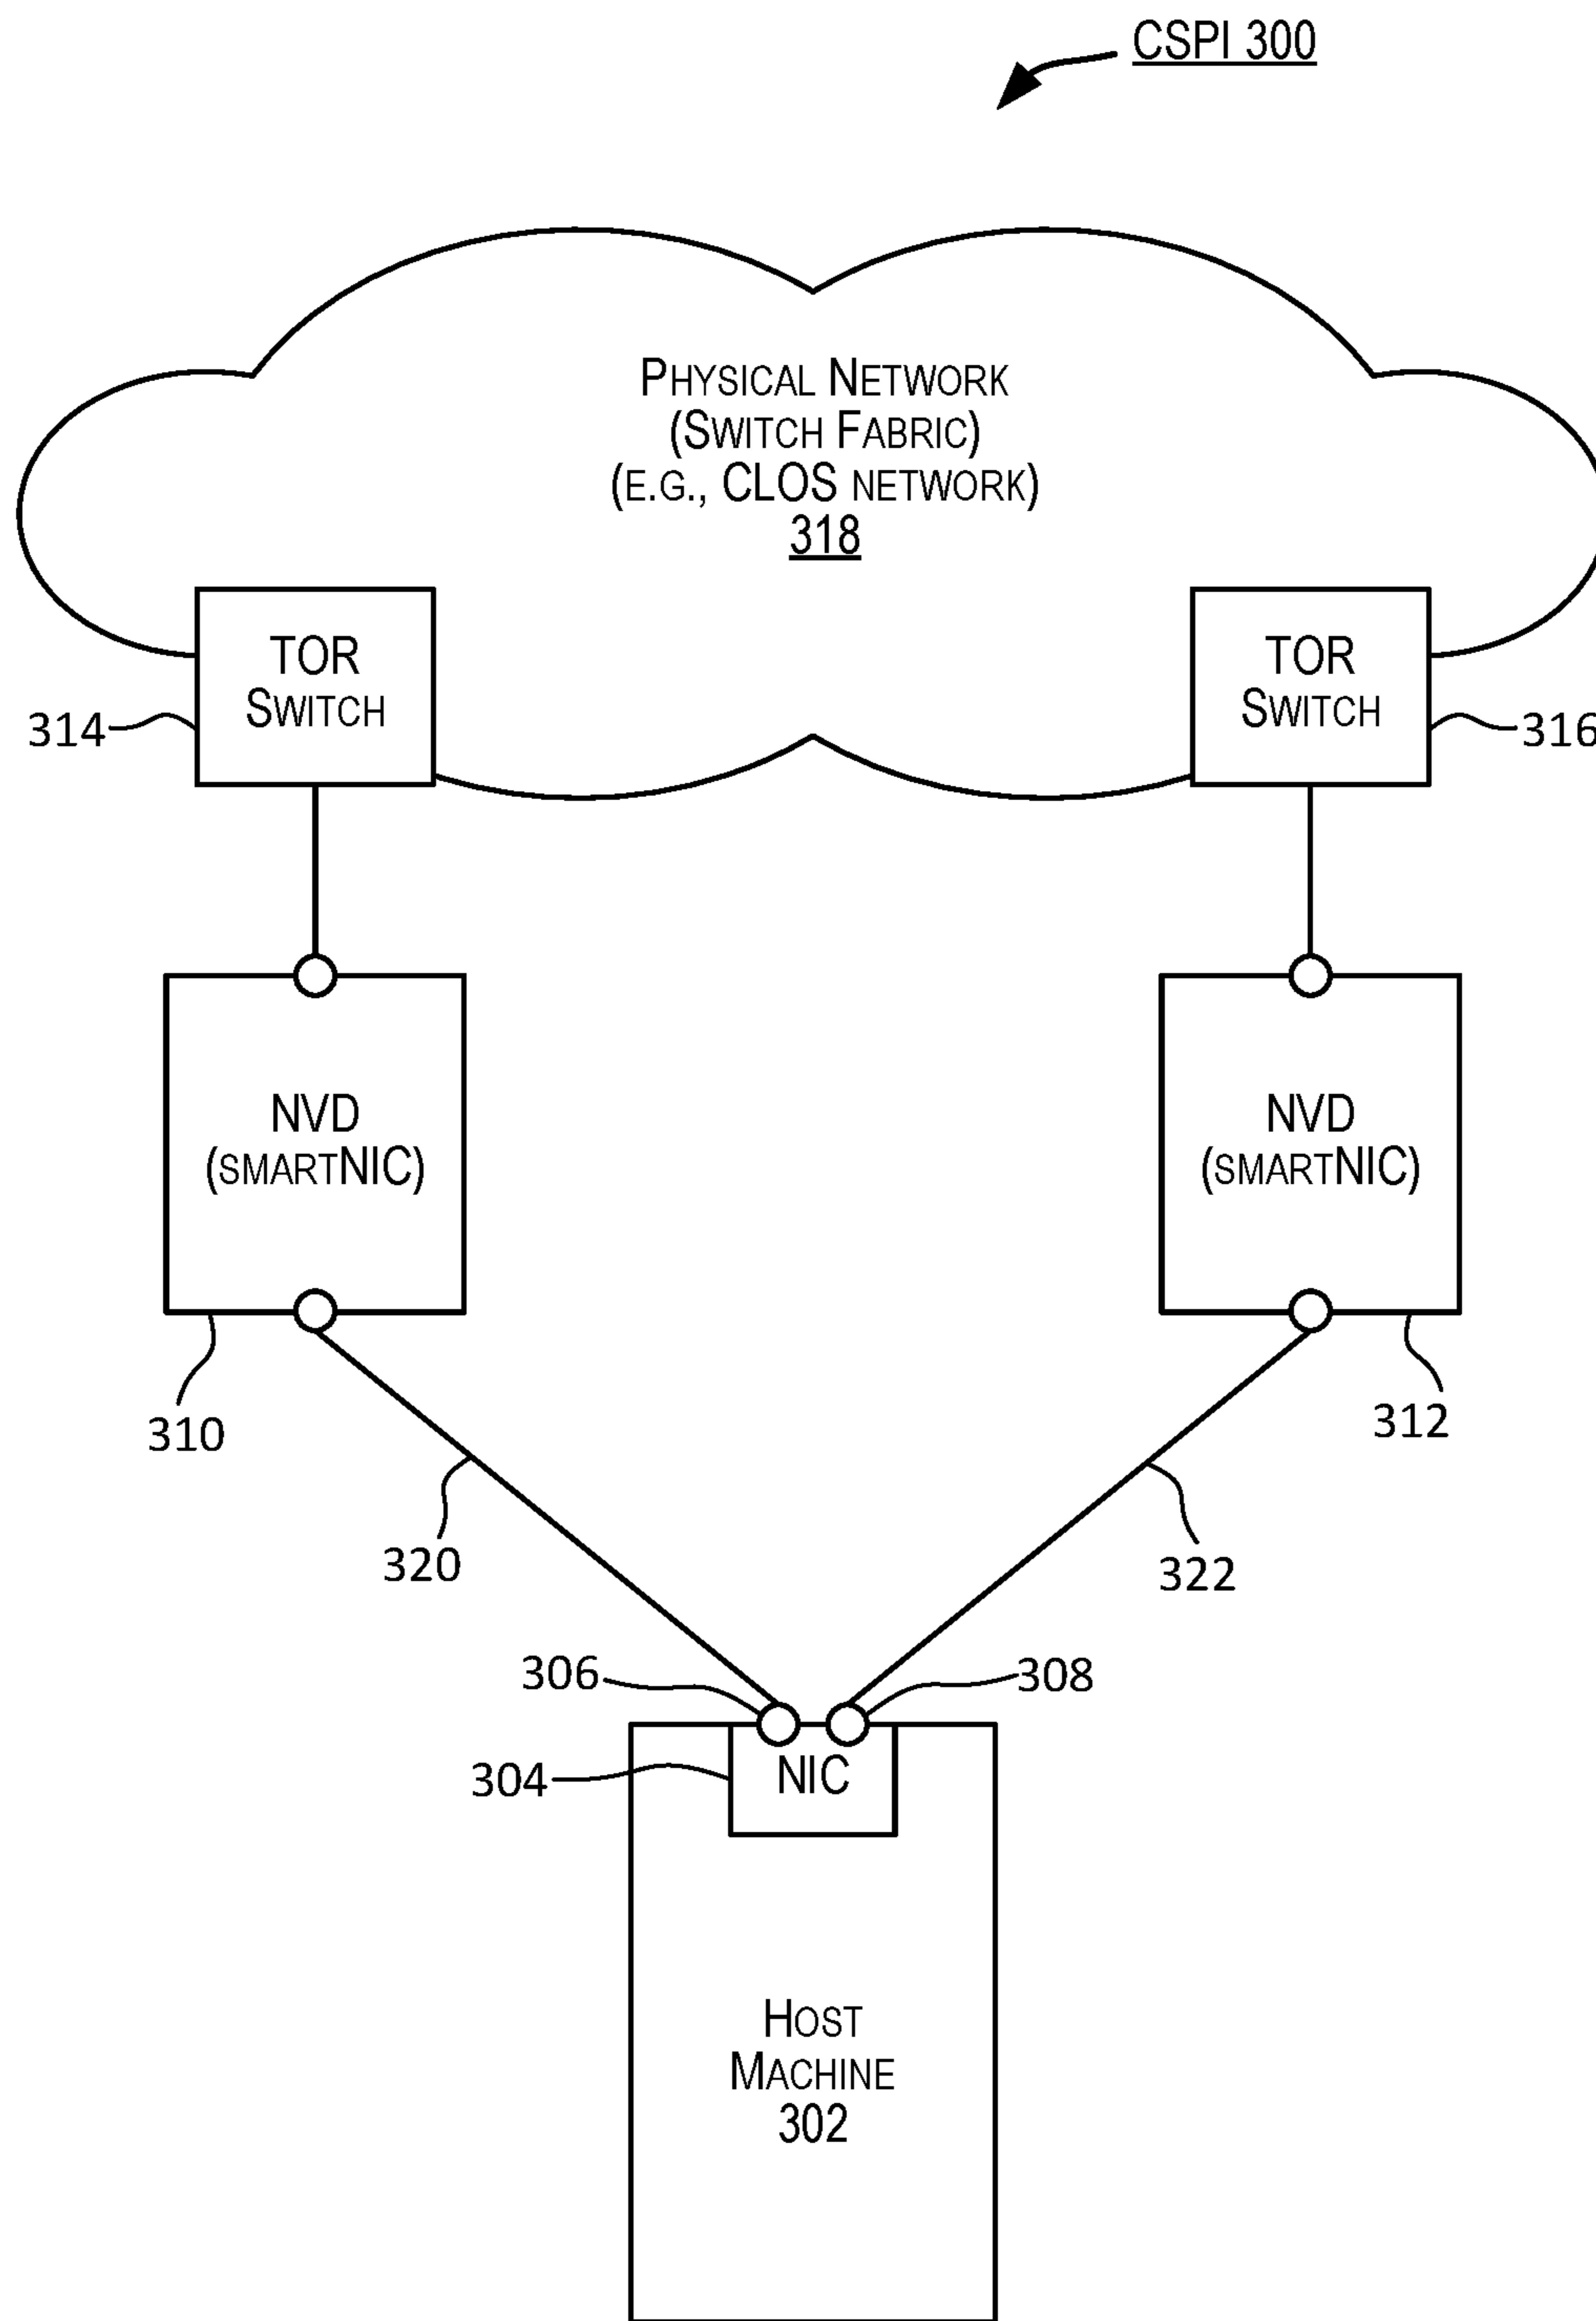 CSPI 300
PHYSICAL NETWORK
(SWITCH FABRIC)
(E.G., CLOS NETWORK)
318
TOR
SWITCH
314
TOR
SWITCH
316
NVD
(SMARTNIC)
310
NVD
(SMARTNIC)
312
320
322
306
308
304
NIC
HOST
MACHINE
302